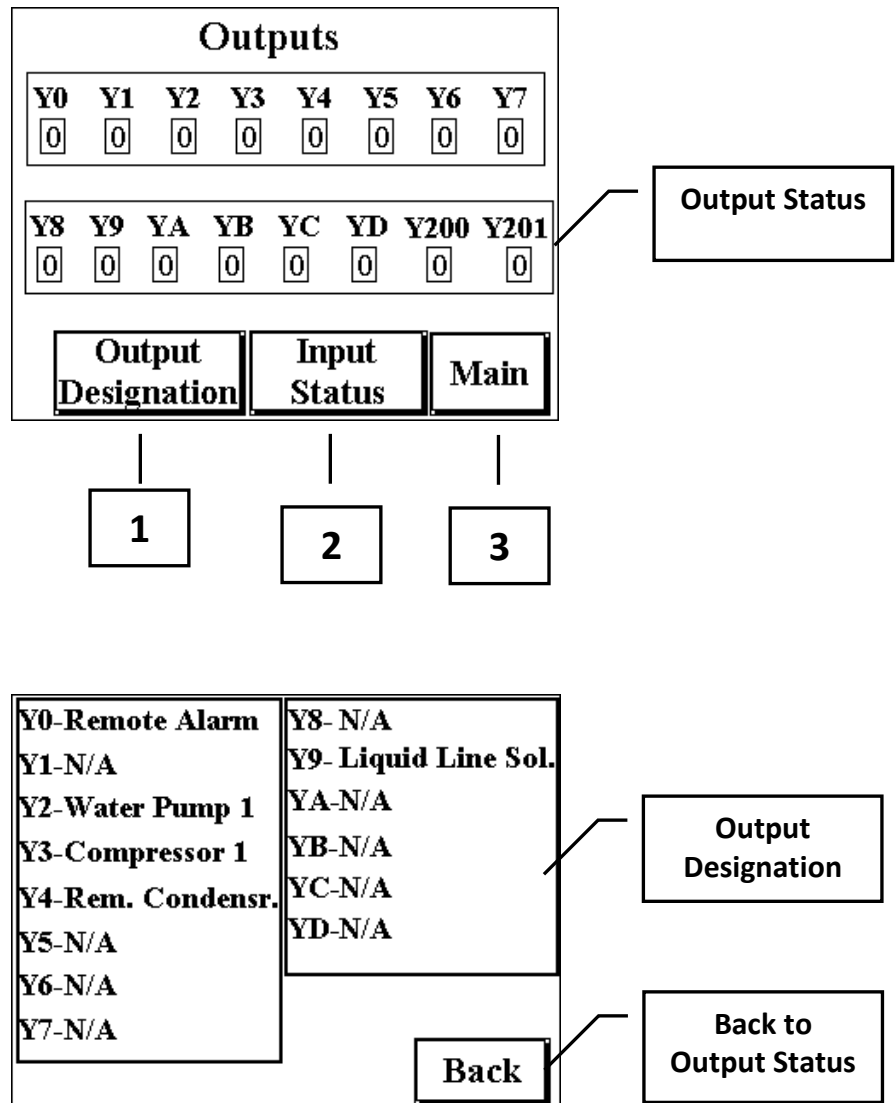 Outputs
Y0 Y1 Y2 Y3 Y4 Y5 Y6 Y7
0 0 0 0 0 0 0 0
Y8 Y9 YA YB YC YD Y200 Y201
0 0 0 0 0 0 0 0
Output Status
Output
Designation
Input
Status
Main
1
2
3
Y0-Remote Alarm
Y1-N/A
Y2-Water Pump 1
Y3-Compressor 1
Y4-Rem. Condensr.
Y5-N/A
Y6-N/A
Y7-N/A
Y8- N/A
Y9- Liquid Line Sol.
YA-N/A
YB-N/A
YC-N/A
YD-N/A
Output
Designation
Back
Back to
Output Status